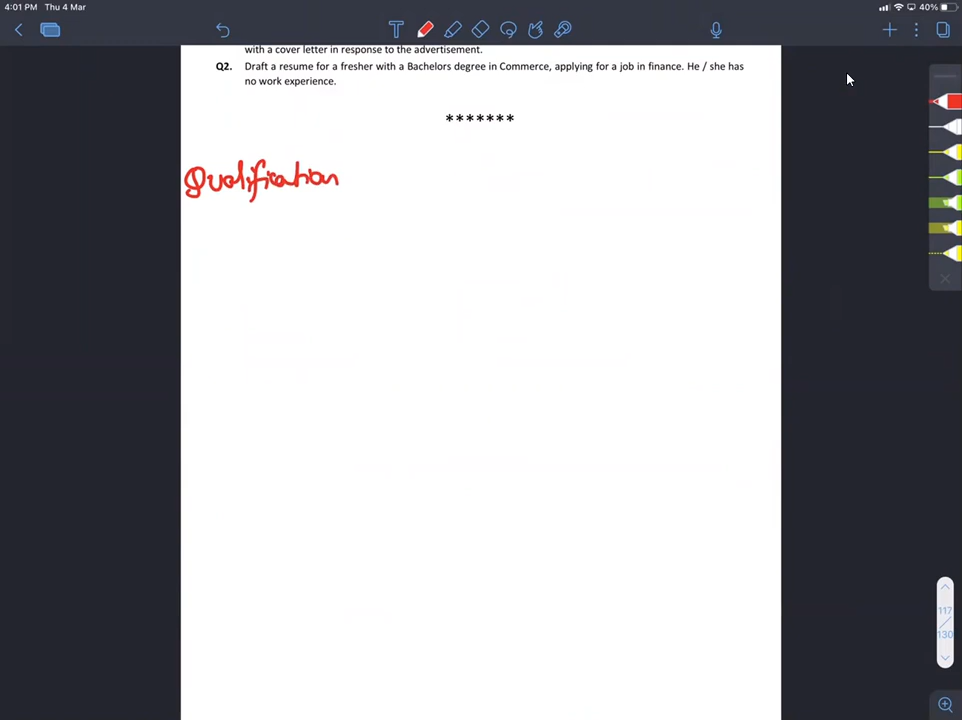 4:01 PM Thu 4 Mar 40%
with a cover letter in response to the advertisement.
Q2. Draft a resume for a fresher with a Bachelors degree in Commerce, applying for a job in finance. He / she has
no work experience.
*******
Qualification
117
130